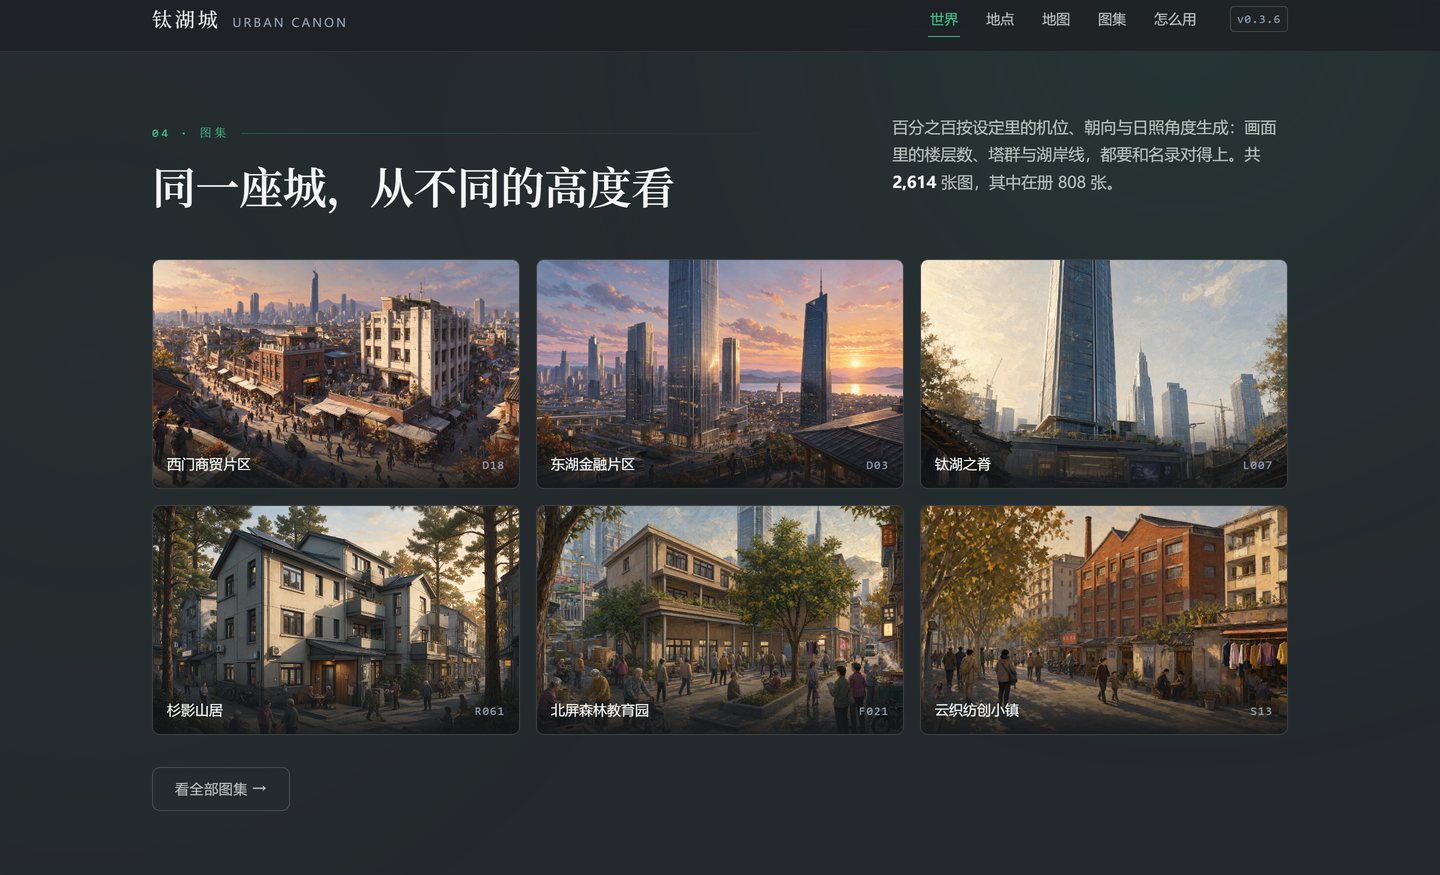 钛湖城 URBAN CANON
世界 地点 地图 图集 怎么用 v0.3.6
04 · 图集
同一座城，从不同的高度看
百分之百按设定里的机位、朝向与日照角度生成：画面
里的楼层数、塔群与湖岸线，都要和名录对得上。共
2,614 张图，其中在册 808 张。
西门商贸片区 D18
东湖金融片区 D03
钛湖之脊 L007
杉影山居 R061
北屏森林教育园 F021
云织纺创小镇 S13
看全部图集 →